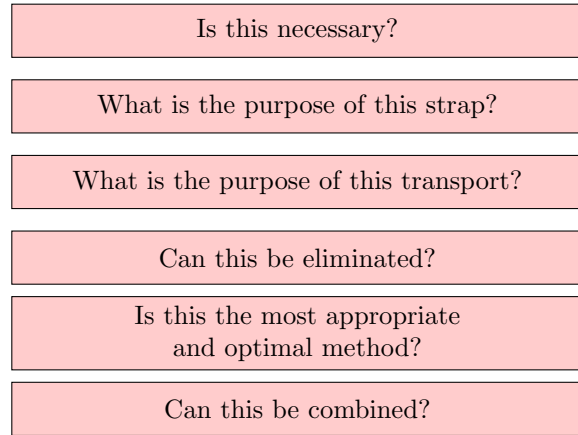 Is this necessary?
What is the purpose of this strap?
What is the purpose of this transport?
Can this be eliminated?
Is this the most appropriate
and optimal method?
Can this be combined?